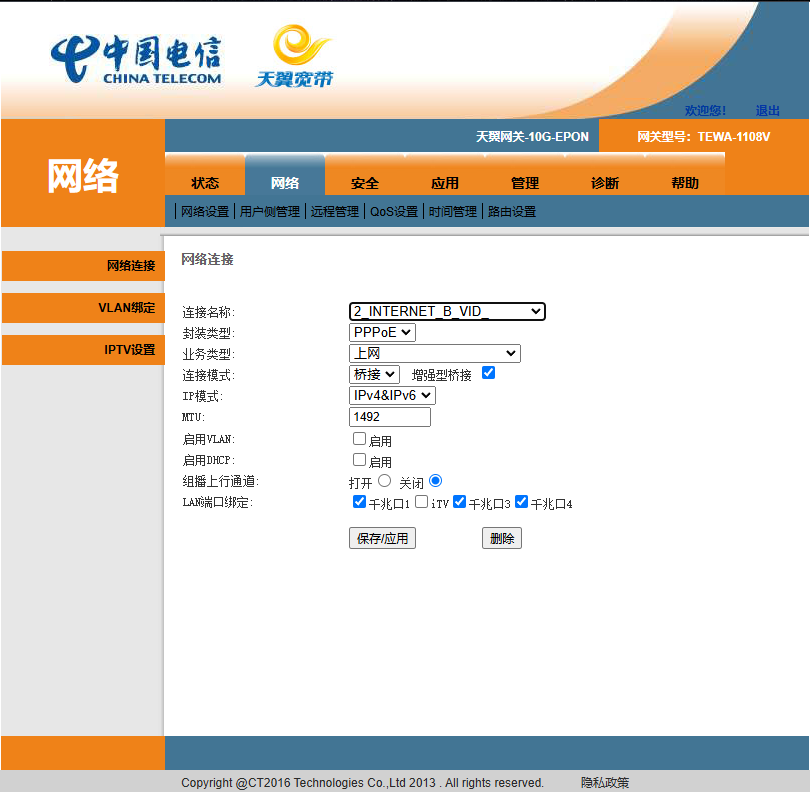 中国电信
CHINA TELECOM
天翼宽带
欢迎您! 退出
网络
天翼网关-10G-EPON 网关型号：TEWA-1108V
状态 网络 安全 应用 管理 诊断 帮助
网络设置 用户侧管理 远程管理 QoS设置 时间管理 路由设置
网络连接
VLAN绑定
IPTV设置
网络连接
连接名称: 2_INTERNET_B_VID_
封装类型: PPPoE
业务类型: 上网
连接模式: 桥接 增强型桥接
IP模式: IPv4&IPv6
MTU: 1492
启用VLAN: 启用
启用DHCP: 启用
组播上行通道: 打开 关闭
LAN端口绑定: 千兆口1 iTV 千兆口3 千兆口4
保存/应用 删除
Copyright @CT2016 Technologies Co.,Ltd 2013 . All rights reserved. 隐私政策